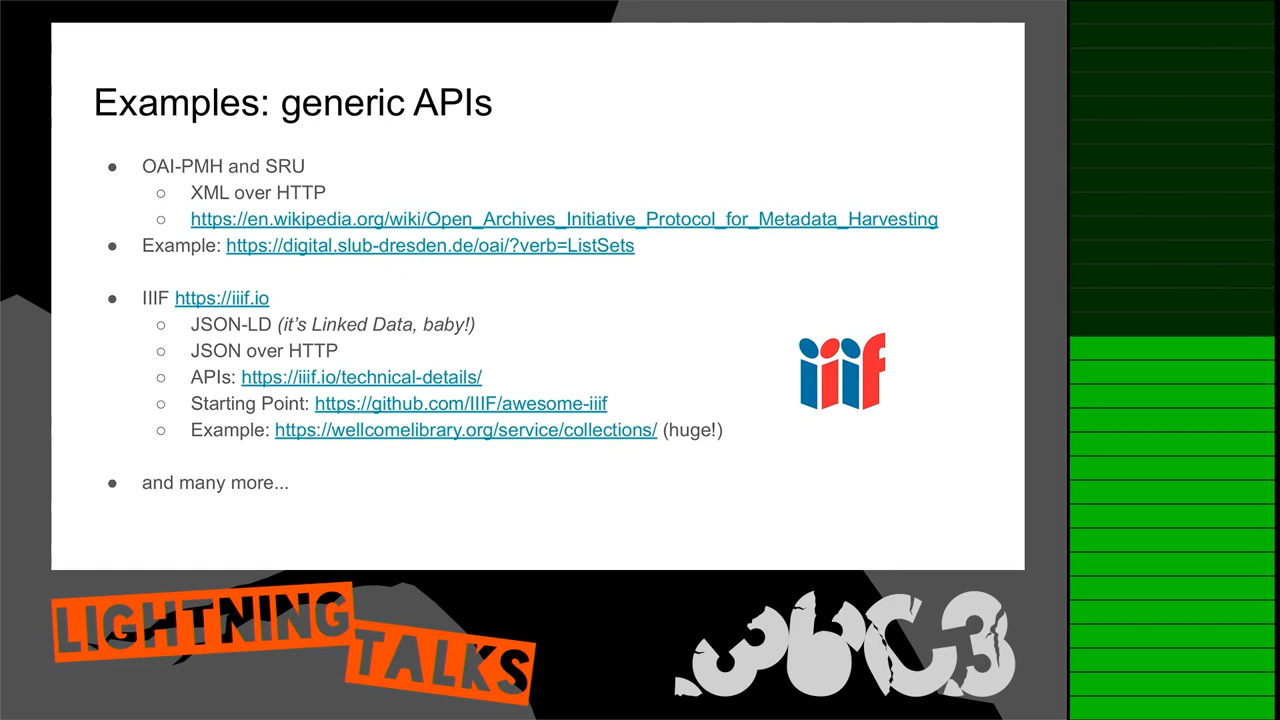 Examples: generic APIs
● OAI-PMH and SRU
○ XML over HTTP
○ https://en.wikipedia.org/wiki/Open_Archives_Initiative_Protocol_for_Metadata_Harvesting
● Example: https://digital.slub-dresden.de/oai/?verb=ListSets
● IIIF https://iiif.io
○ JSON-LD (it's Linked Data, baby!)
○ JSON over HTTP
○ APIs: https://iiif.io/technical-details/
○ Starting Point: https://github.com/IIIF/awesome-iiif
○ Example: https://wellcomelibrary.org/service/collections/ (huge!)
● and many more...
iiif
LIGHTNING
TALKS
.36C3